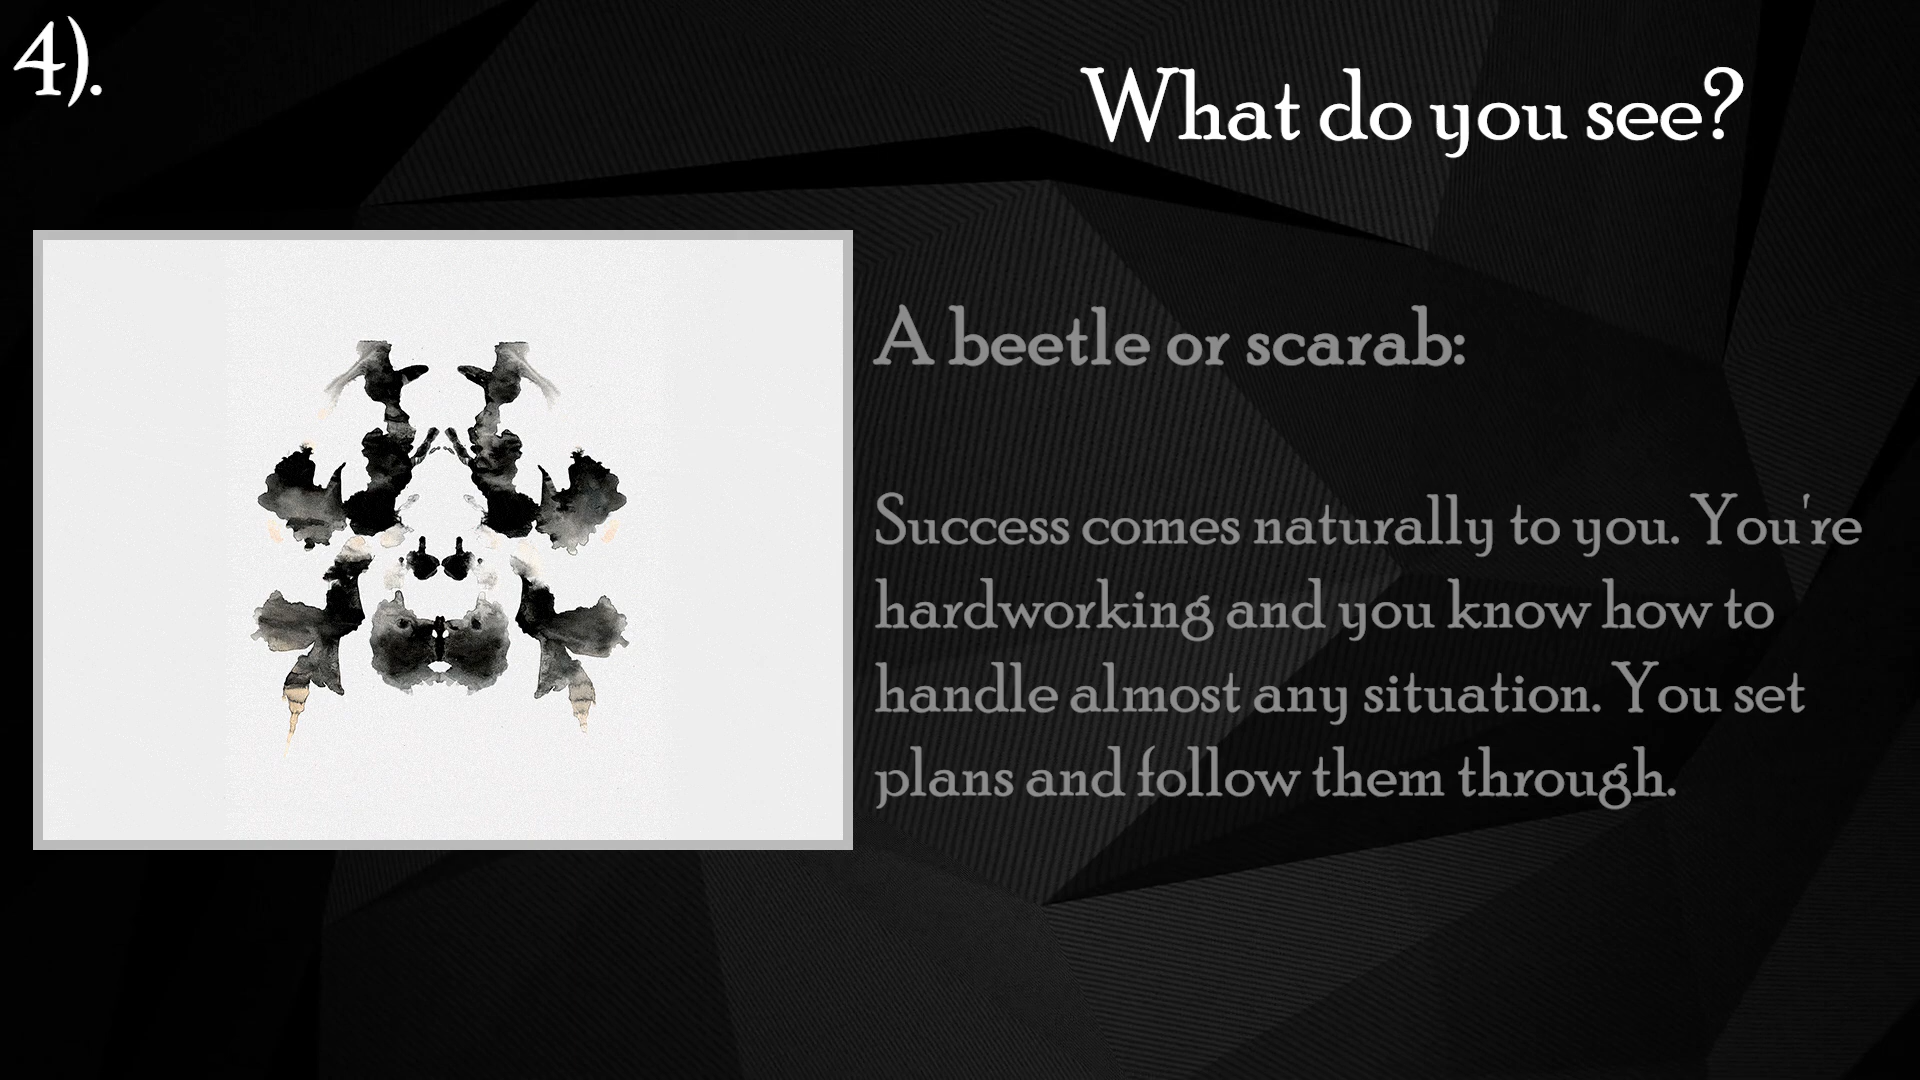 4).
What do you see?
A beetle or scarab:
Success comes naturally to you. You're
hardworking and you know how to
handle almost any situation. You set
plans and follow them through.